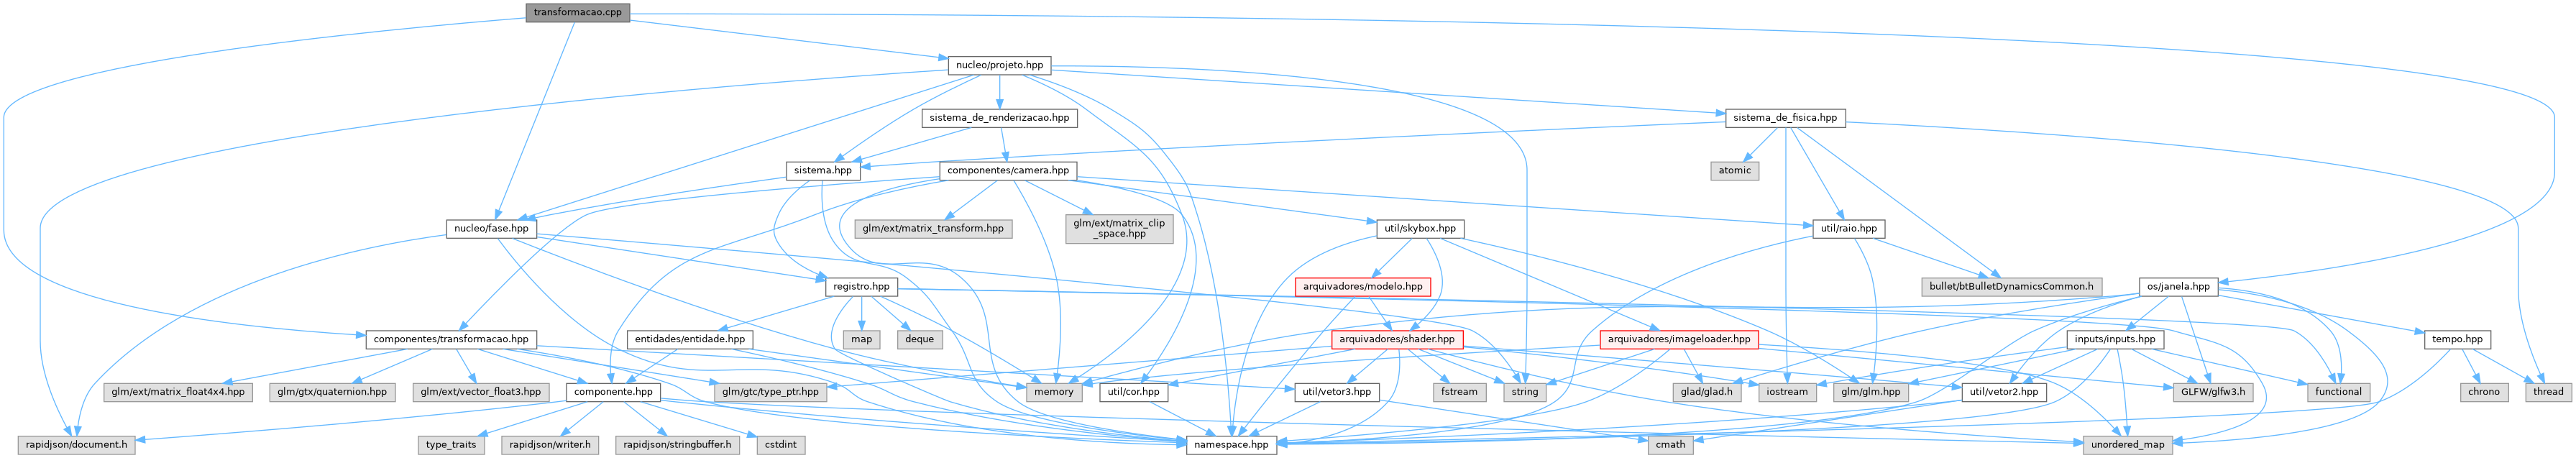 transformacao.cpp
nucleo/projeto.hpp
sistema_de_renderizacao.hpp
sistema_de_fisica.hpp
sistema.hpp
componentes/camera.hpp
atomic
nucleo/fase.hpp
glm/ext/matrix_transform.hpp
glm/ext/matrix_clip
_space.hpp
util/skybox.hpp
util/raio.hpp
registro.hpp
arquivadores/modelo.hpp
bullet/btBulletDynamicsCommon.h
os/janela.hpp
componentes/transformacao.hpp
entidades/entidade.hpp
map
deque
arquivadores/shader.hpp
arquivadores/imageloader.hpp
inputs/inputs.hpp
tempo.hpp
glm/ext/matrix_float4x4.hpp
glm/gtx/quaternion.hpp
glm/ext/vector_float3.hpp
componente.hpp
glm/gtc/type_ptr.hpp
memory
util/cor.hpp
util/vetor3.hpp
fstream
string
glad/glad.h
iostream
glm/glm.hpp
util/vetor2.hpp
GLFW/glfw3.h
functional
chrono
thread
rapidjson/document.h
type_traits
rapidjson/writer.h
rapidjson/stringbuffer.h
cstdint
namespace.hpp
cmath
unordered_map